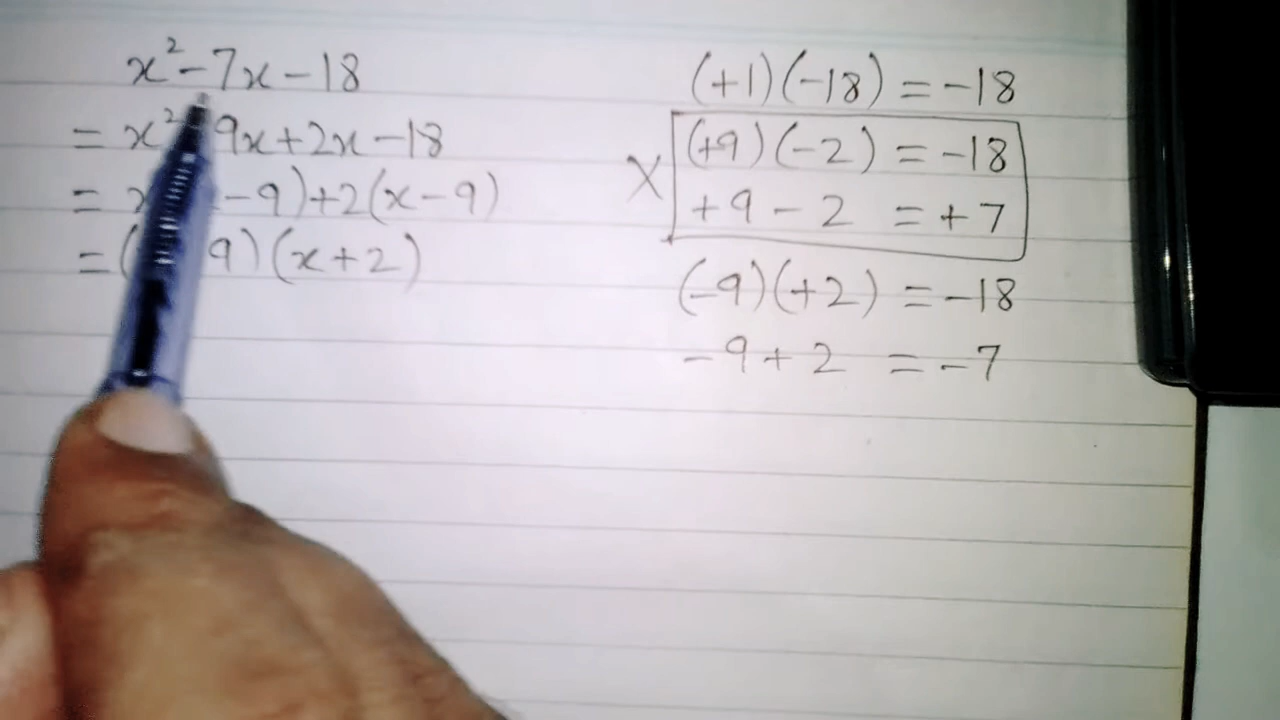 x² - 7x - 18
= x² 9x + 2x - 18
= x - 9) + 2(x - 9)
= ( 9)(x + 2)
(+1)(-18) = -18
X (+9)(-2) = -18
+9 - 2 = +7
(-9)(+2) = -18
-9 + 2 = -7